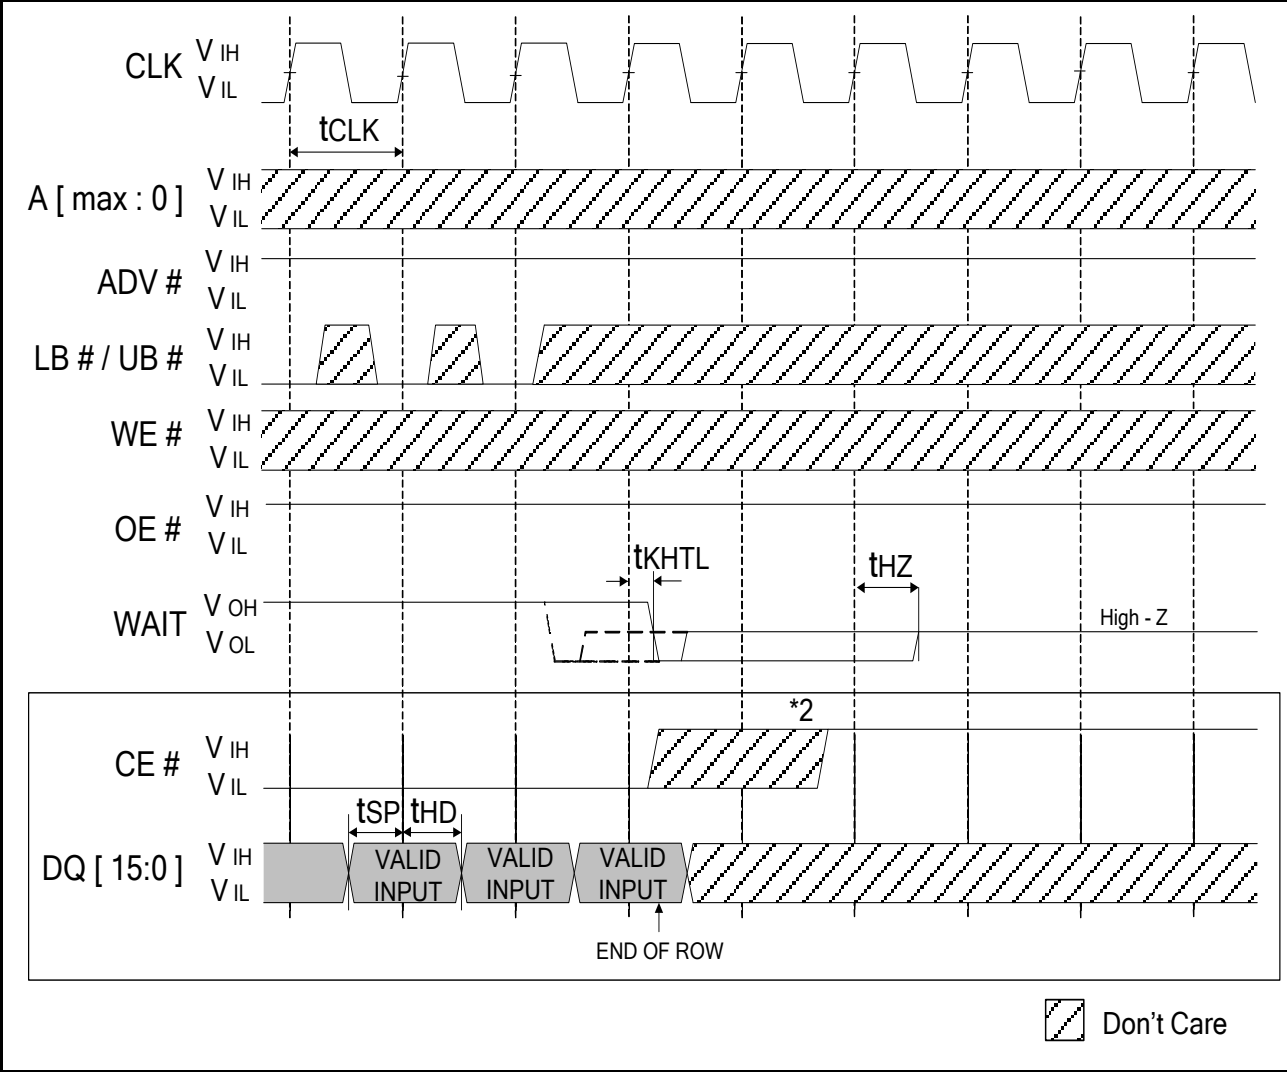 CLK V IH
V IL
tCLK
A [ max : 0 ] V IH
V IL
ADV # V IH
V IL
LB # / UB # V IH
V IL
WE # V IH
V IL
OE # V IH
V IL
tKHTL
tHZ
WAIT V OH
V OL
High - Z
*2
CE # V IH
V IL
tSP tHD
DQ [ 15:0 ] V IH
V IL
VALID
INPUT
VALID
INPUT
VALID
INPUT
END OF ROW
Don't Care